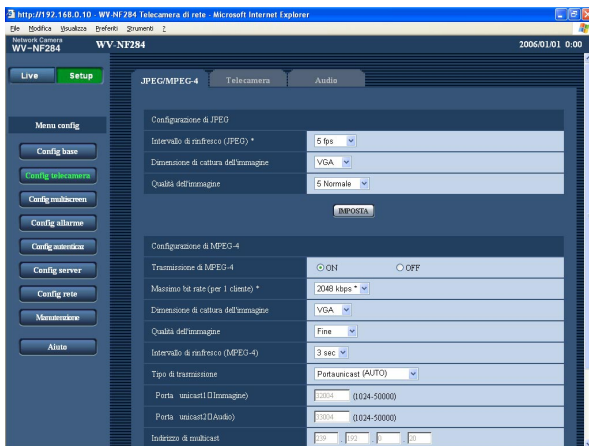 http://192.168.0.10 - WV-NF284 Telecamera di rete - Microsoft Internet Explorer
File Modifica Visualizza Preferiti Strumenti ?
Network Camera
WV-NF284
WV-NF284
2006/01/01 0:00
Live Setup
JPEG/MPEG-4 Telecamera Audio
Menu config
Config base
Config telecamera
Config multiscreen
Config allarme
Config autenticaz
Config server
Config rete
Manutenzione
Aiuto
Configurazione di JPEG
Intervallo di rinfresco (JPEG) * 5 fps
Dimensione di cattura dell'immagine VGA
Qualità dell'immagine 5 Normale
IMPOSTA
Configurazione di MPEG-4
Trasmissione di MPEG-4 ON OFF
Massimo bit rate (per 1 cliente) * 2048 kbps *
Dimensione di cattura dell'immagine VGA
Qualità dell'immagine Fine
Intervallo di rinfresco (MPEG-4) 3 sec
Tipo di trasmissione Portaunicast (AUTO)
Porta unicast1 (Immagine) 32004 (1024-50000)
Porta unicast2 (Audio) 33004 (1024-50000)
Indirizzo di multicast 239 . 192 . 0 . 20